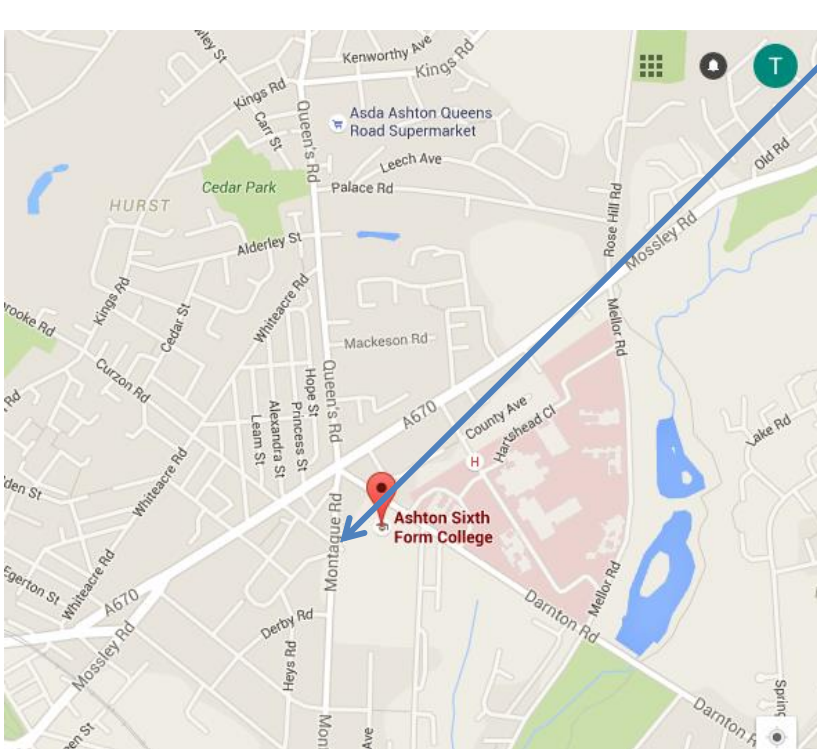 Kenworthy Ave
Kings Rd
T
Kings Rd
Carr St
Queen's Rd
Asda Ashton Queens
Road Supermarket
Old Rd
Leech Ave
Cedar Park
Palace Rd
HURST
Rose Hill Rd
Mossley Rd
Alderley St
Kings Rd
Cedar St
Whiteacre Rd
Mellor Rd
Mackeson Rd
Curzon Rd
Queen's Rd
Hope St
Princess St
Alexandra St
Leam St
A670
County Ave
Hartshead Cl
Lake Rd
H
Whiteacre Rd
Montague Rd
Ashton Sixth
Form College
Egerton St
Whiteacre Rd
A670
Mossley Rd
Derby Rd
Heys Rd
Mellor Rd
Darnton Rd
Darnton R
Spring
Mon
Ave